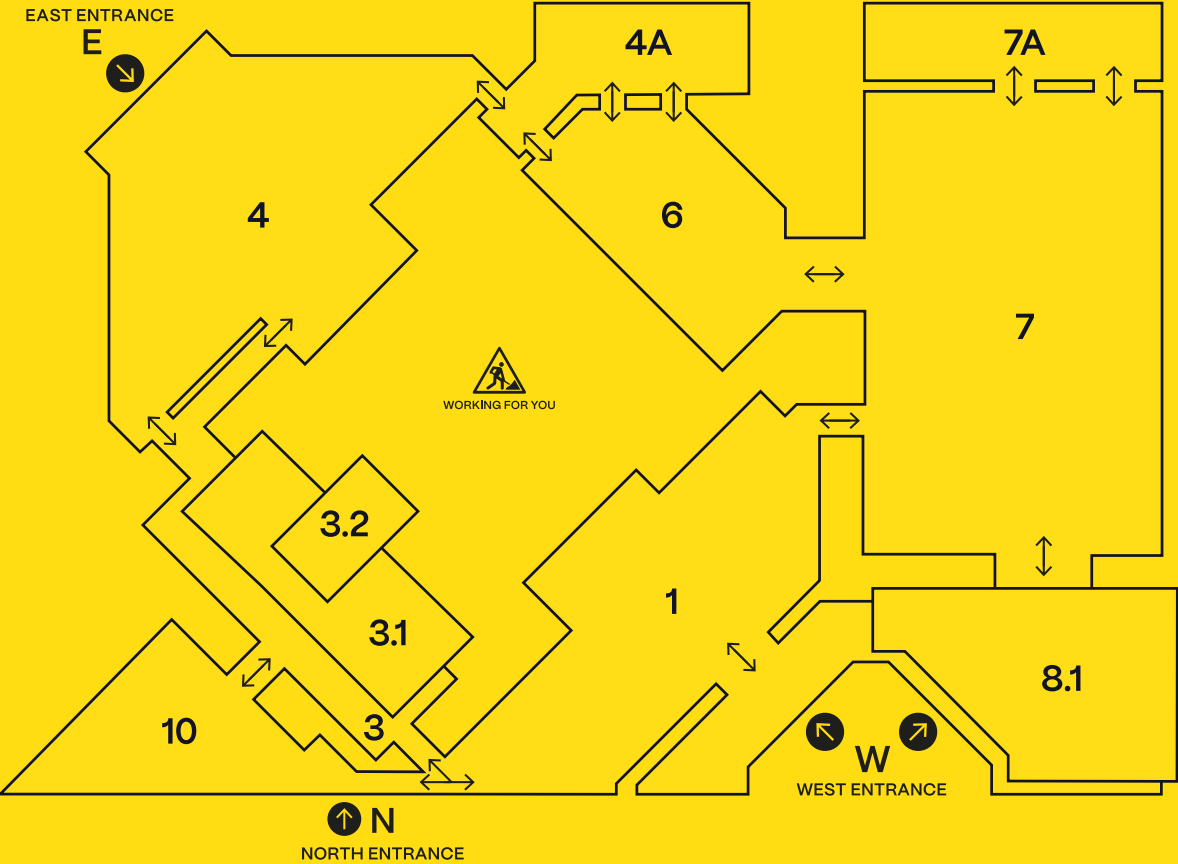 EAST ENTRANCE
E
4A
7A
4
6
7
WORKING FOR YOU
3.2
3.1
1
8.1
10
3
W
WEST ENTRANCE
N
NORTH ENTRANCE